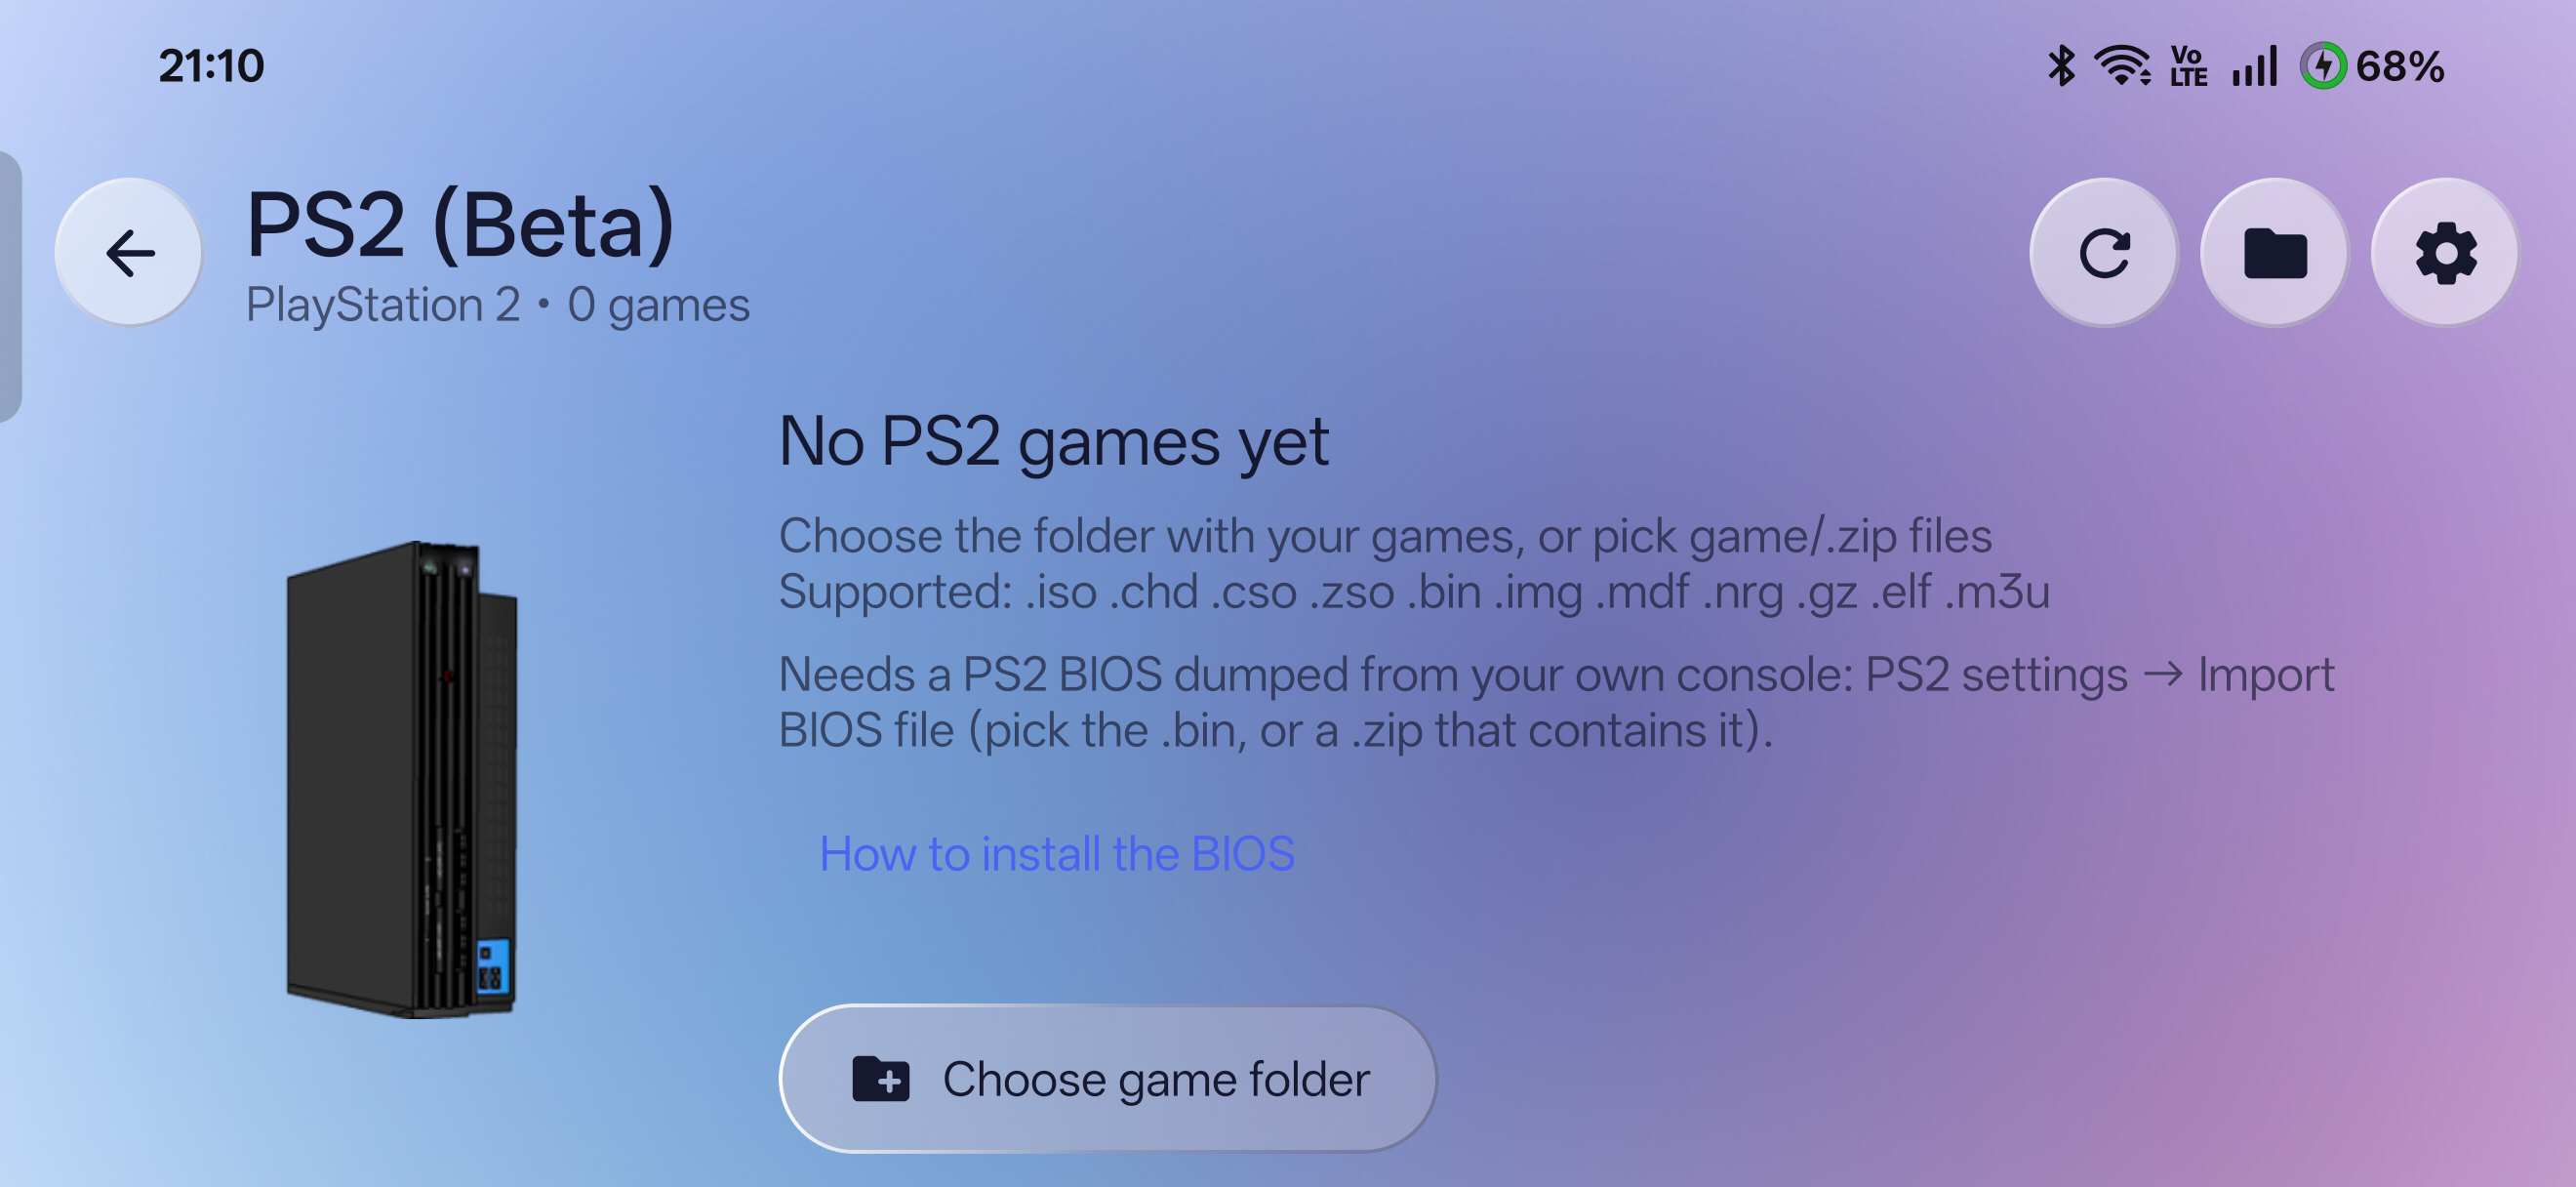 21:10
Vo LTE
68%
PS2 (Beta)
PlayStation 2 • 0 games
No PS2 games yet
Choose the folder with your games, or pick game/.zip files
Supported: .iso .chd .cso .zso .bin .img .mdf .nrg .gz .elf .m3u
Needs a PS2 BIOS dumped from your own console: PS2 settings → Import
BIOS file (pick the .bin, or a .zip that contains it).
How to install the BIOS
Choose game folder